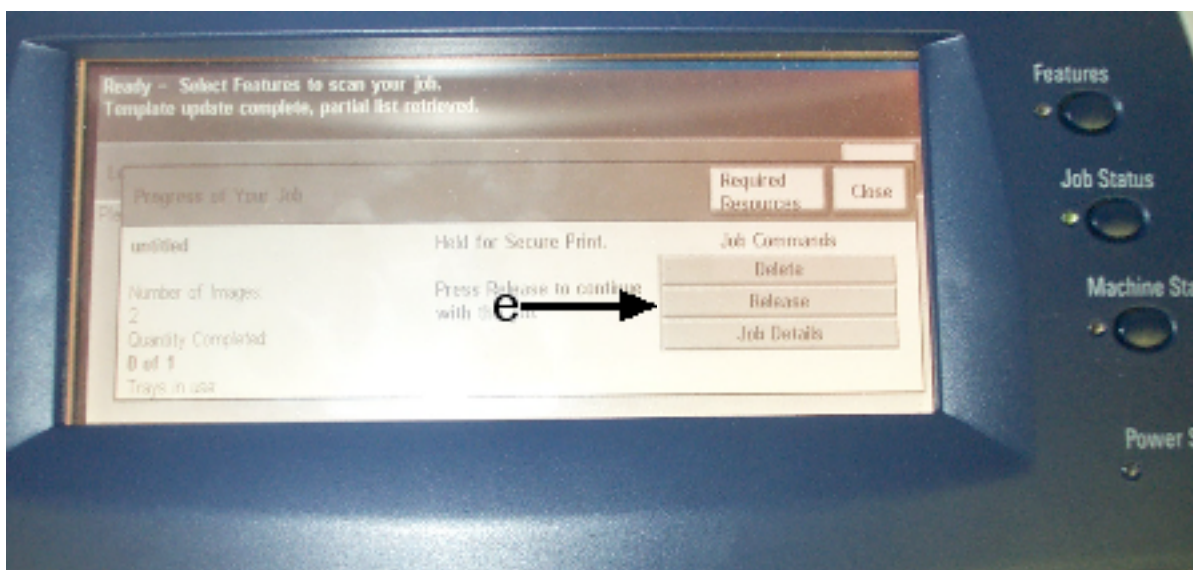 Ready - Select Features to scan your job.
Template update complete, partial list retrieved.
Progress of Your Job
Required
Resources
Close
untitled
Held for Secure Print.
Job Commands
Delete
Number of Images:
2
Press Release to continue
with
e
Release
Quantity Completed:
0 of 1
Job Details
Trays in use
Features
Job Status
Machine
Power